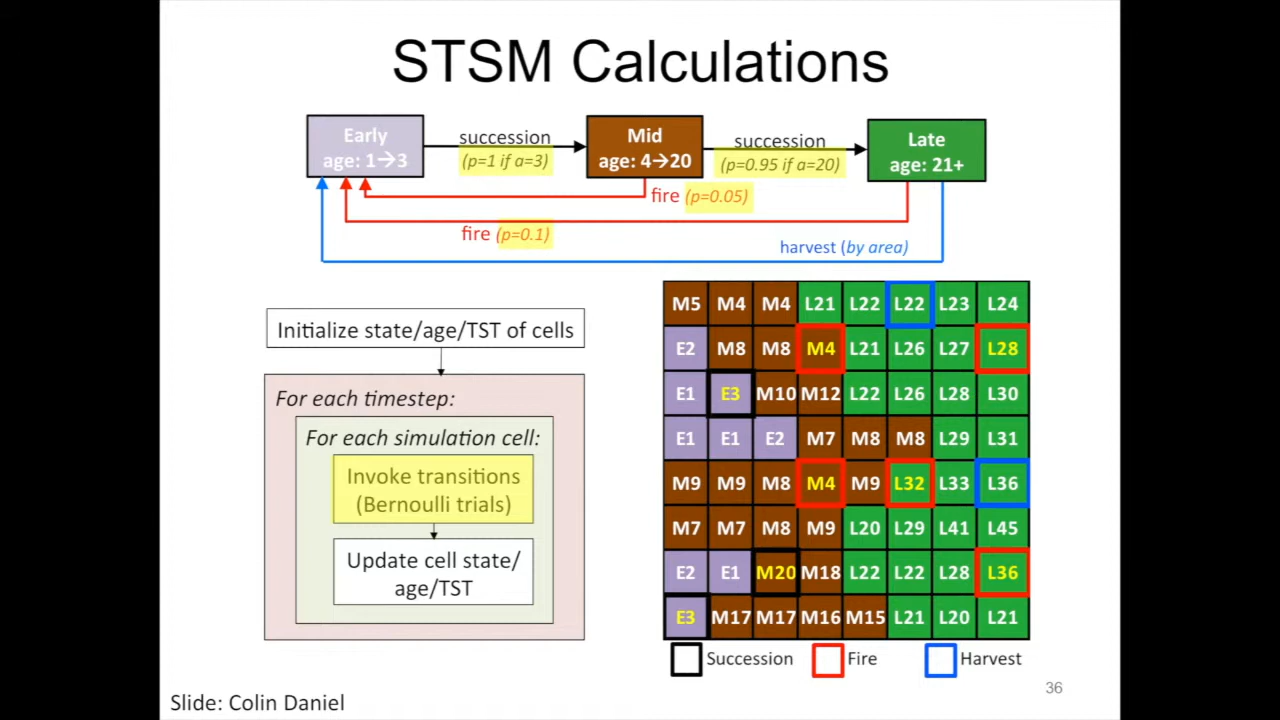 STSM Calculations
Early
age: 1→3
succession
(p=1 if a=3)
Mid
age: 4→20
succession
(p=0.95 if a=20)
Late
age: 21+
fire (p=0.05)
fire (p=0.1)
harvest (by area)
Initialize state/age/TST of cells
For each timestep:
For each simulation cell:
Invoke transitions
(Bernoulli trials)
Update cell state/
age/TST
M5 M4 M4 L21 L22 L22 L23 L24
E2 M8 M8 M4 L21 L26 L27 L28
E1 E3 M10 M12 L22 L26 L28 L30
E1 E1 E2 M7 M8 M8 L29 L31
M9 M9 M8 M4 M9 L32 L33 L36
M7 M7 M8 M9 L20 L29 L41 L45
E2 E1 M20 M18 L22 L22 L28 L36
E3 M17 M17 M16 M15 L21 L20 L21
Succession Fire Harvest
36
Slide: Colin Daniel